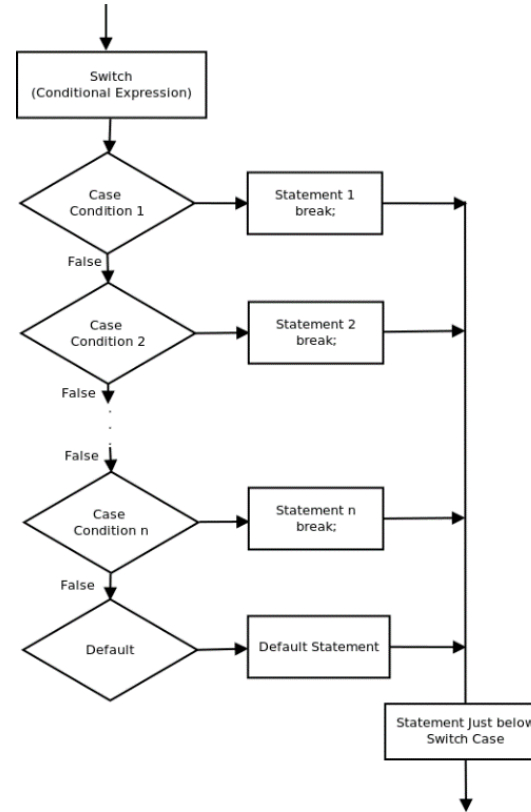 Switch
(Conditional Expression)
Case
Condition 1
Statement 1
break;
False
Case
Condition 2
Statement 2
break;
False
.
.
.
False
Case
Condition n
Statement n
break;
False
Default
Default Statement
Statement Just below
Switch Case